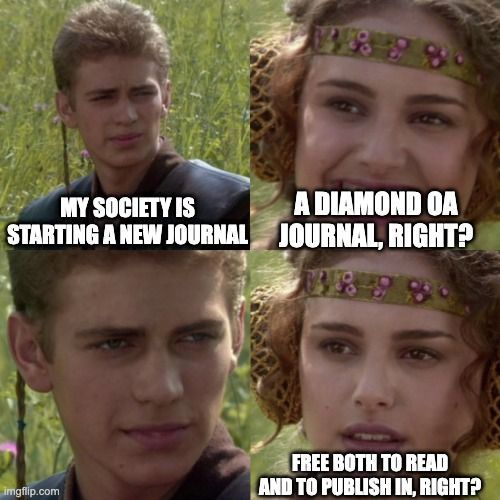 MY SOCIETY IS
STARTING A NEW JOURNAL
A DIAMOND OA
JOURNAL, RIGHT?
FREE BOTH TO READ
AND TO PUBLISH IN, RIGHT?
imgflip.com